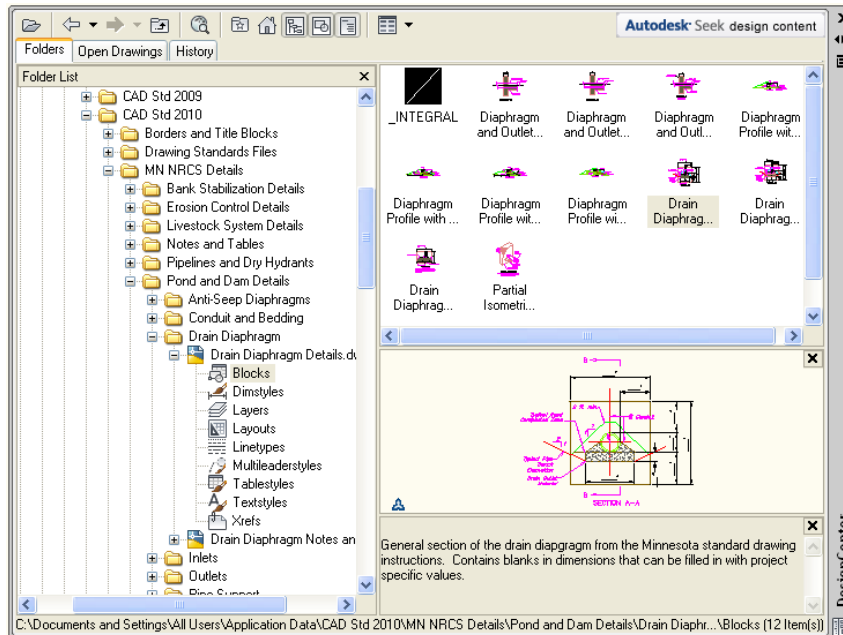 Autodesk® Seek design content
Folders
Open Drawings
History
Folder List
CAD Std 2009
CAD Std 2010
Borders and Title Blocks
Drawing Standards Files
MN NRCS Details
Bank Stabilization Details
Erosion Control Details
Livestock System Details
Notes and Tables
Pipelines and Dry Hydrants
Pond and Dam Details
Anti-Seep Diaphragms
Conduit and Bedding
Drain Diaphragm
Drain Diaphragm Details.dw
Blocks
Dimstyles
Layers
Layouts
Linetypes
Multileaderstyles
Tablestyles
Textstyles
Xrefs
Drain Diaphragm Notes an
Inlets
Outlets
Pipe Support
_INTEGRAL
Diaphragm and Outlet...
Diaphragm and Outlet...
Diaphragm and Outl...
Diaphragm Profile wit...
Diaphragm Profile with ...
Diaphragm Profile wit...
Diaphragm Profile wi...
Drain Diaphrag...
Drain Diaphrag...
Drain Diaphrag...
Partial Isometri...
B
B
SECTION A-A
General section of the drain diapgragm from the Minnesota standard drawing
instructions. Contains blanks in dimensions that can be filled in with project
specific values.
DesignCenter
C:\Documents and Settings\All Users\Application Data\CAD Std 2010\MN NRCS Details\Pond and Dam Details\Drain Diaphr...\Blocks (12 Item(s))